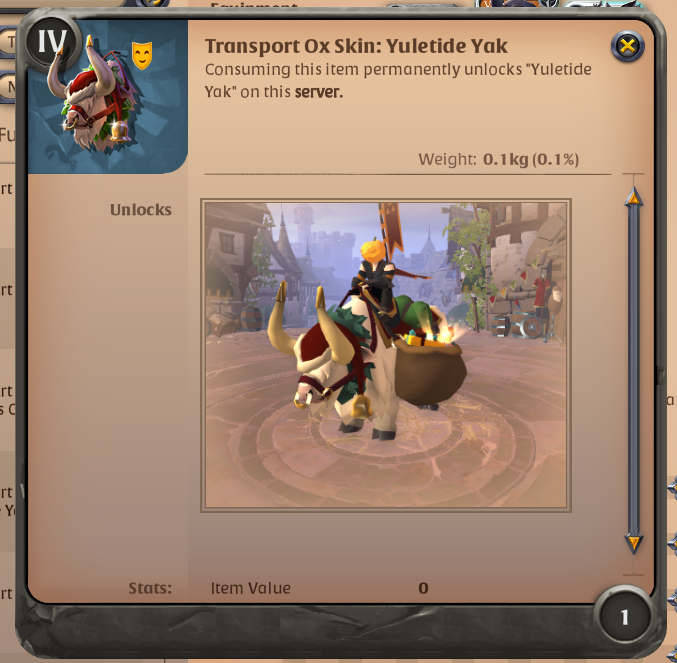 Equipment
IV
Transport Ox Skin: Yuletide Yak
Consuming this item permanently unlocks "Yuletide
Yak" on this server.
Weight: 0.1kg (0.1%)
Unlocks
Stats: Item Value 0
1